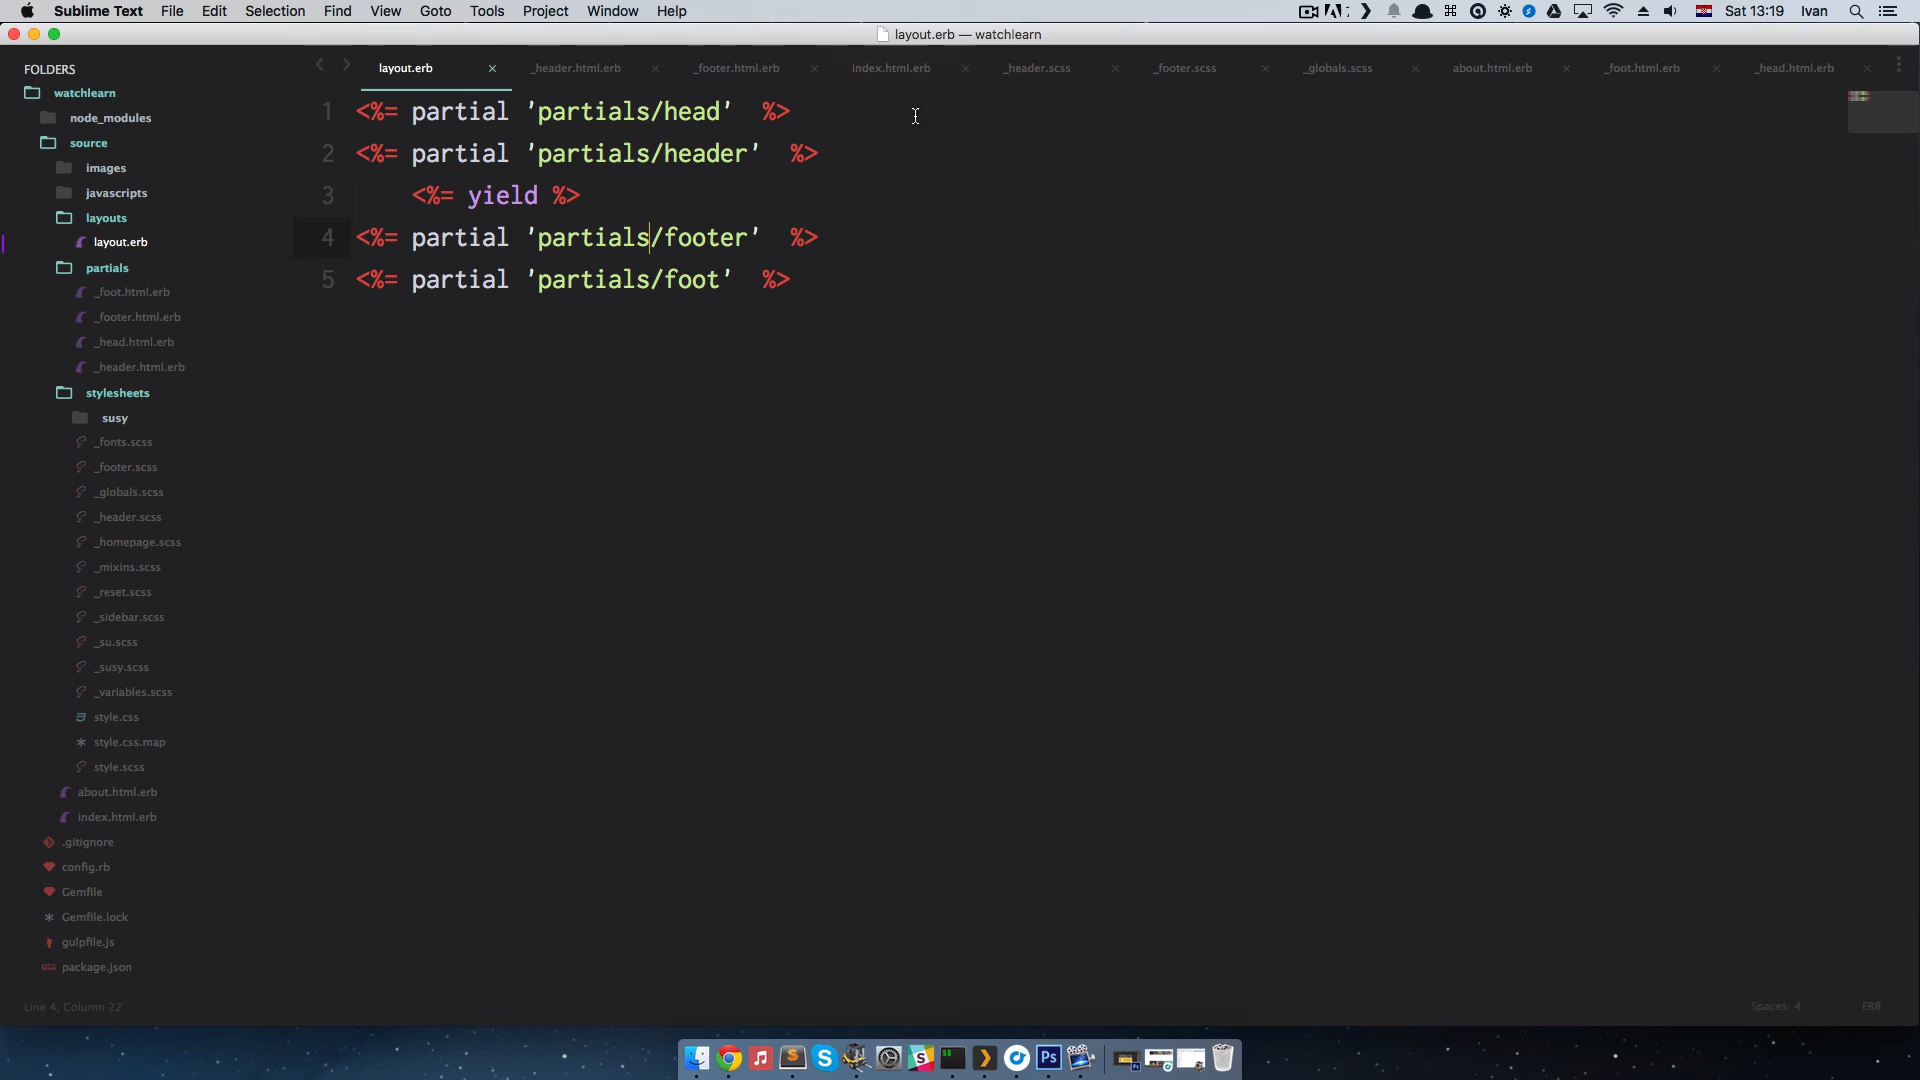 Sublime Text File Edit Selection Find View Goto Tools Project Window Help Sat 13:19 Ivan
layout.erb — watchlearn
FOLDERS
watchlearn
node_modules
source
images
javascripts
layouts
layout.erb
partials
_foot.html.erb
_footer.html.erb
_head.html.erb
_header.html.erb
stylesheets
susy
_fonts.scss
_footer.scss
_globals.scss
_header.scss
_homepage.scss
_mixins.scss
_reset.scss
_sidebar.scss
_su.scss
_susy.scss
_variables.scss
style.css
style.css.map
style.scss
about.html.erb
index.html.erb
.gitignore
config.rb
Gemfile
Gemfile.lock
gulpfile.js
package.json
layout.erb _header.html.erb _footer.html.erb index.html.erb _header.scss _footer.scss _globals.scss about.html.erb _foot.html.erb _head.html.erb
1 <%= partial 'partials/head'  %>
2 <%= partial 'partials/header'  %>
3     <%= yield %>
4 <%= partial 'partials/footer'  %>
5 <%= partial 'partials/foot'  %>
Line 4, Column 22 Spaces: 4 ERB
Ps